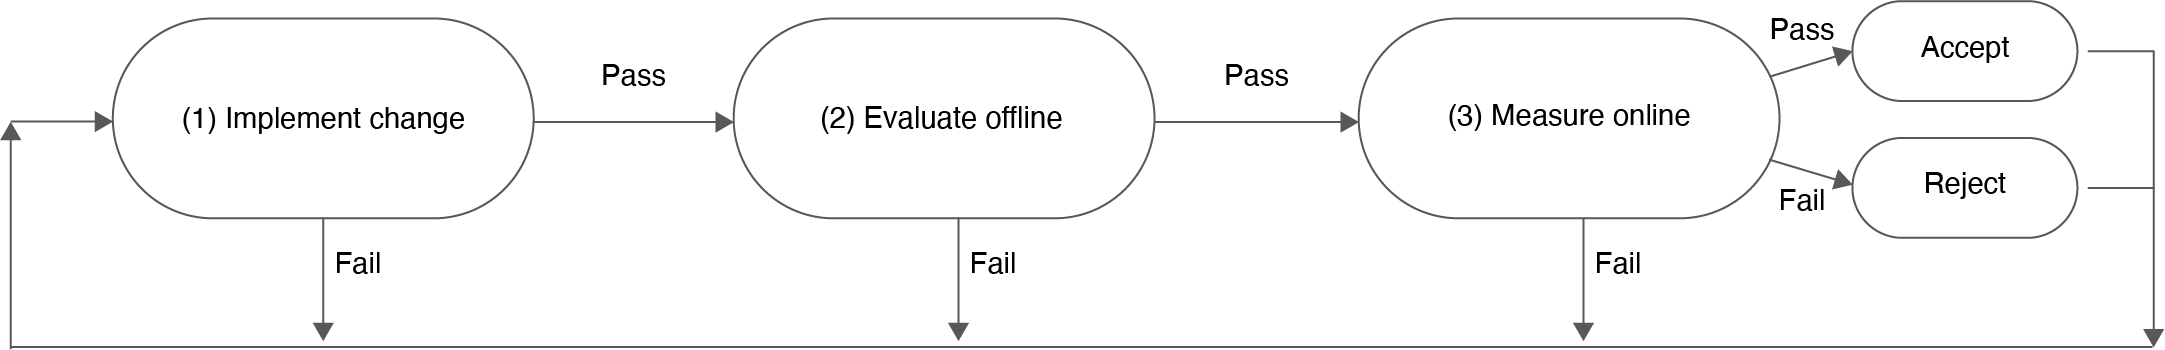 Pass
Accept
Pass
Pass
(1) Implement change
(2) Evaluate offline
(3) Measure online
Reject
Fail
Fail
Fail
Fail